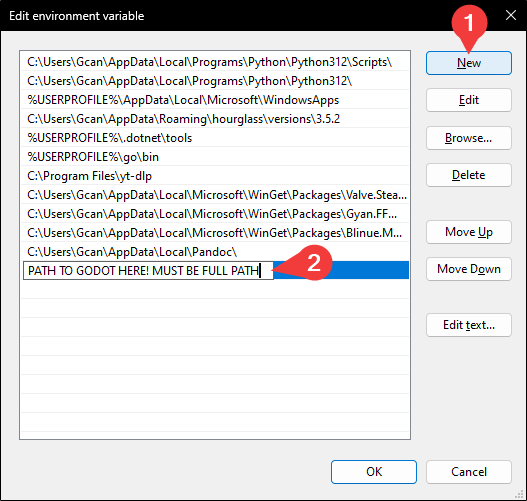 Edit environment variable
1
C:\Users\Gcan\AppData\Local\Programs\Python\Python312\Scripts\
New
C:\Users\Gcan\AppData\Local\Programs\Python\Python312\
%USERPROFILE%\AppData\Local\Microsoft\WindowsApps
Edit
C:\Users\Gcan\AppData\Roaming\hourglass\versions\3.5.2
%USERPROFILE%\.dotnet\tools
Browse...
%USERPROFILE%\go\bin
C:\Program Files\yt-dlp
Delete
C:\Users\Gcan\AppData\Local\Microsoft\WinGet\Packages\Valve.Stea...
C:\Users\Gcan\AppData\Local\Microsoft\WinGet\Packages\Gyan.FF...
C:\Users\Gcan\AppData\Local\Microsoft\WinGet\Packages\Blinue.M...
Move Up
C:\Users\Gcan\AppData\Local\Pandoc\
PATH TO GODOT HERE! MUST BE FULL PATH
2
Move Down
Edit text...
OK
Cancel